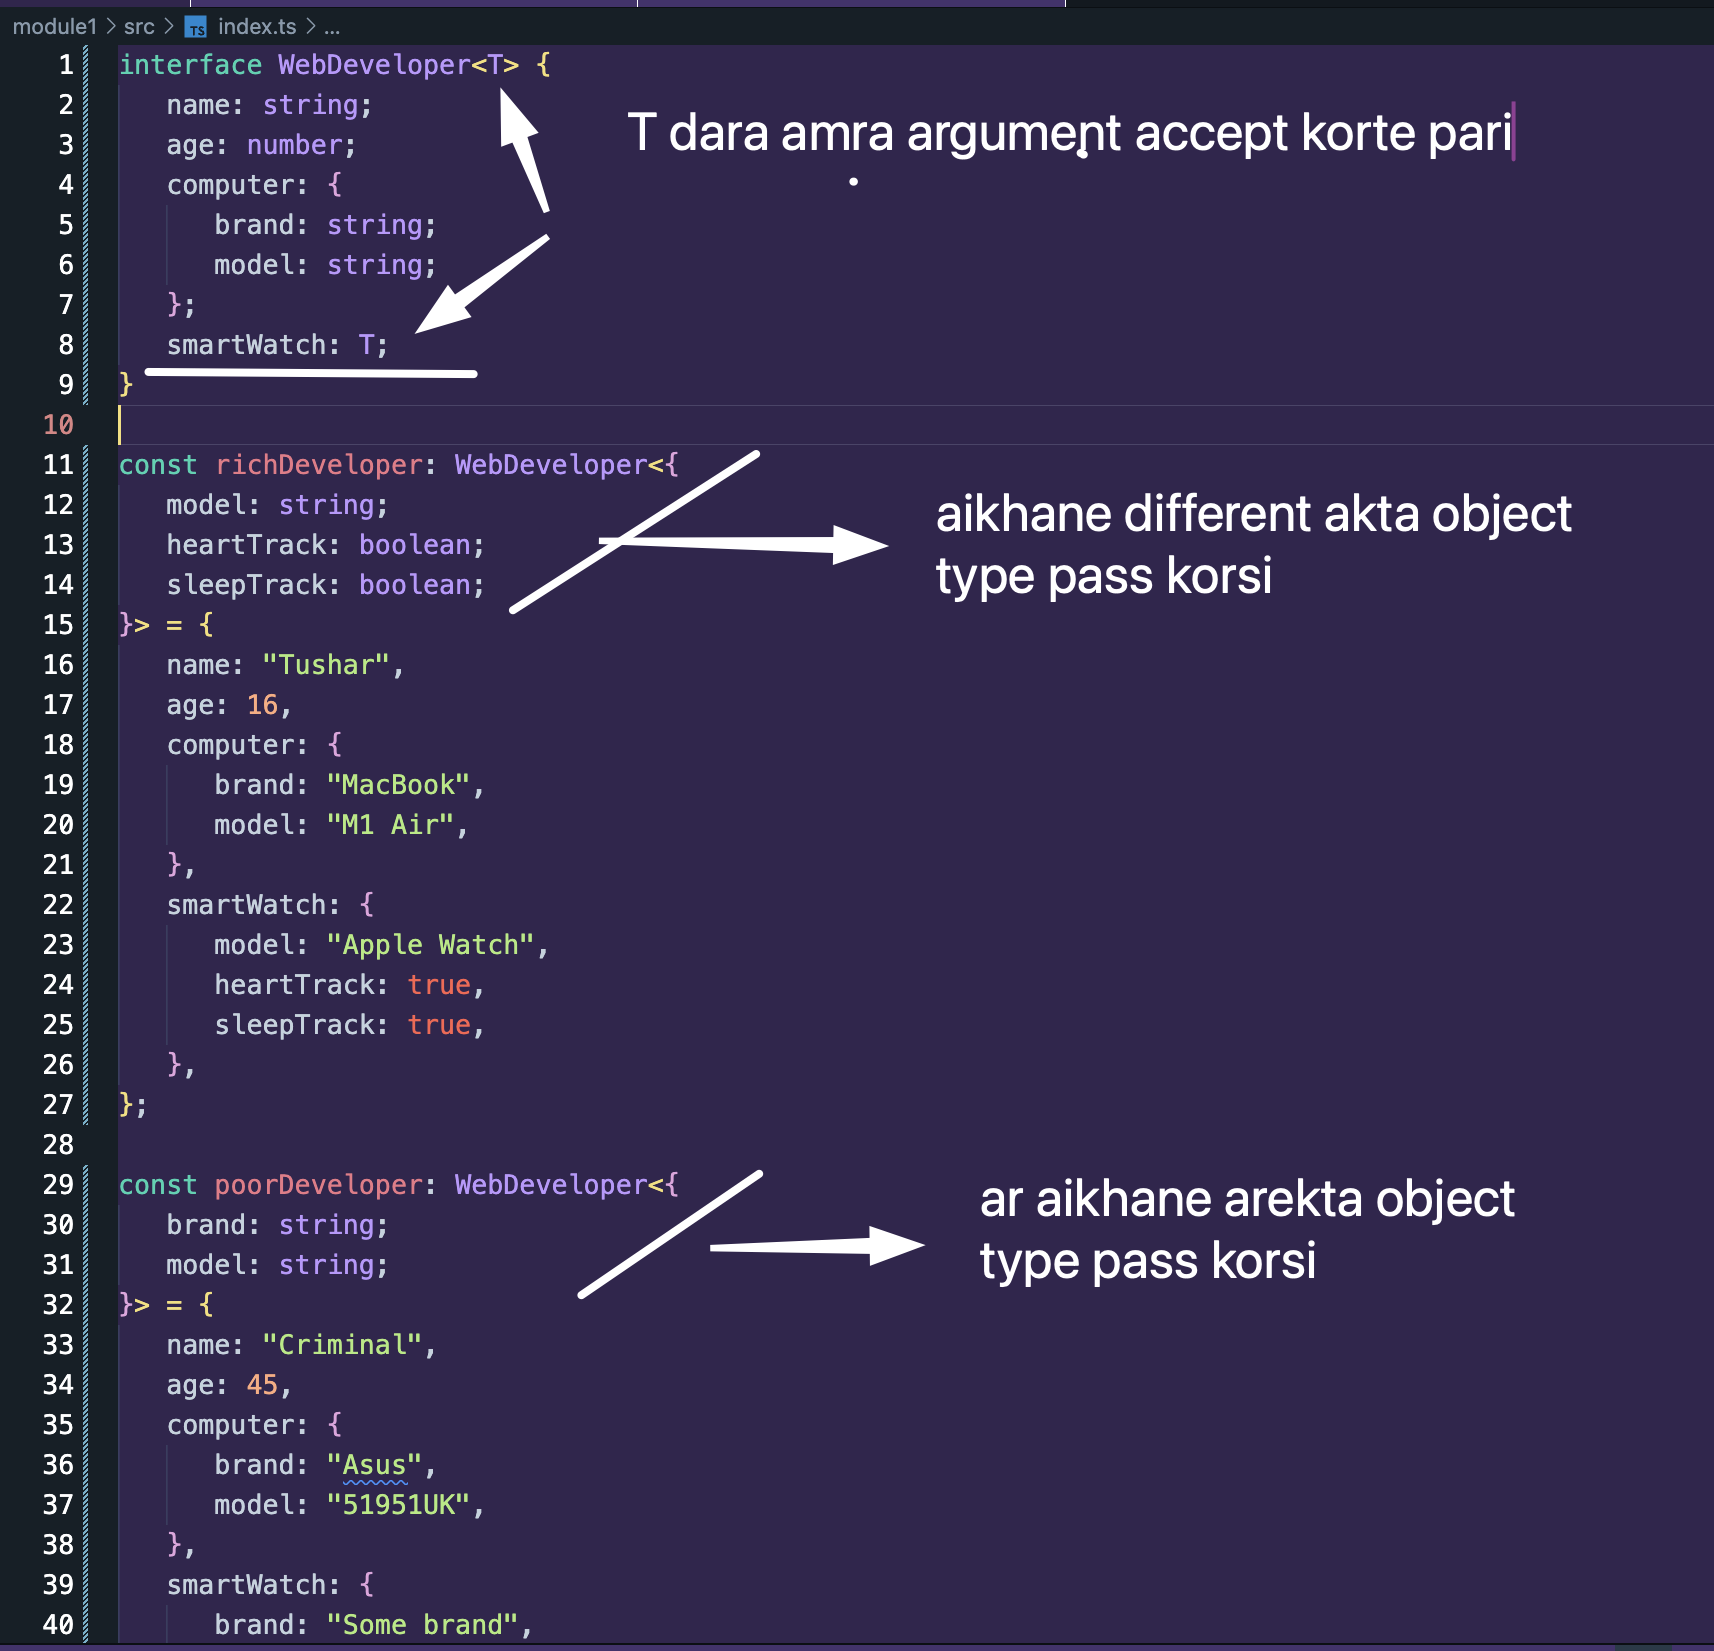 module1 > src > TS index.ts > ...
1 interface WebDeveloper<T> {
2 name: string;
3 age: number;
4 computer: {
5 brand: string;
6 model: string;
7 };
8 smartWatch: T;
9 }
T dara amra argument accept korte pari
10
11 const richDeveloper: WebDeveloper<{
12 model: string;
13 heartTrack: boolean;
14 sleepTrack: boolean;
15 }> = {
aikhane different akta object
type pass korsi
16 name: "Tushar",
17 age: 16,
18 computer: {
19 brand: "MacBook",
20 model: "M1 Air",
21 },
22 smartWatch: {
23 model: "Apple Watch",
24 heartTrack: true,
25 sleepTrack: true,
26 },
27 };
28
29 const poorDeveloper: WebDeveloper<{
30 brand: string;
31 model: string;
32 }> = {
ar aikhane arekta object
type pass korsi
33 name: "Criminal",
34 age: 45,
35 computer: {
36 brand: "Asus",
37 model: "51951UK",
38 },
39 smartWatch: {
40 brand: "Some brand",